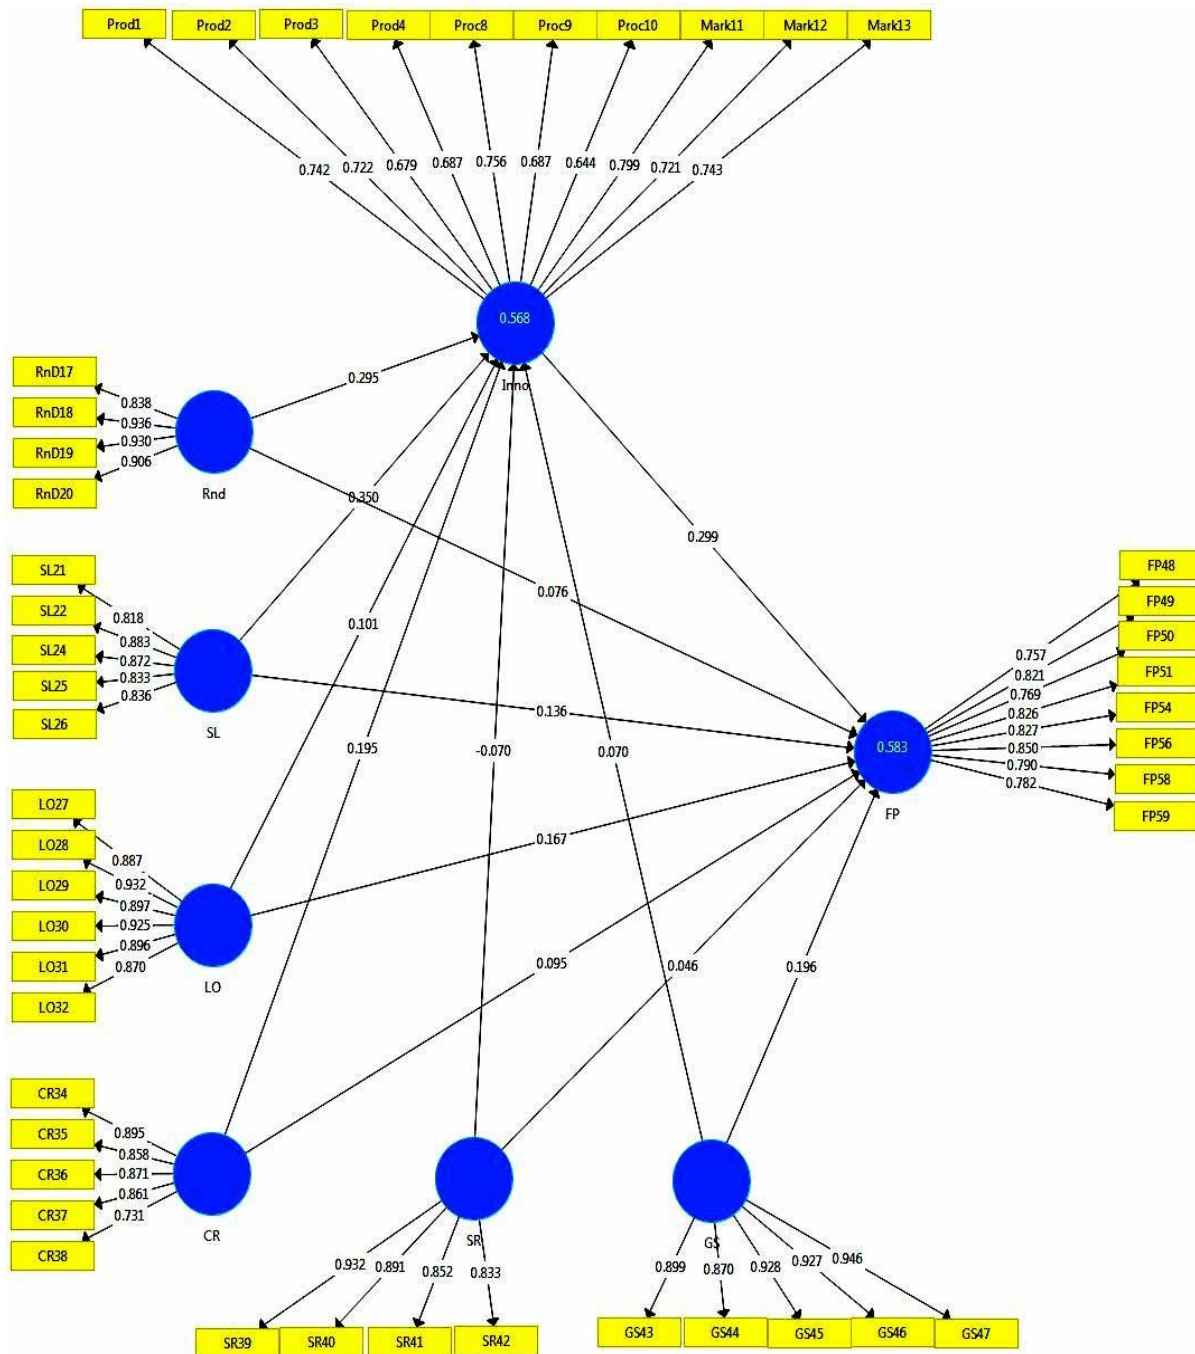 Prod1 Prod2 Prod3 Prod4 Proc8 Proc9 Proc10 Mark11 Mark12 Mark13
0.742 0.722 0.679 0.687 0.756 0.687 0.644 0.799 0.721 0.743
0.568
Inno
RnD17
RnD18
RnD19
RnD20
0.838
0.936
0.930
0.906
Rnd
0.295
0.350
0.299
0.076
SL21
SL22
SL24
SL25
SL26
0.818
0.883
0.872
0.833
0.836
SL
0.101
0.136
0.195
-0.070
0.070
FP48
FP49
FP50
FP51
FP54
FP56
FP58
FP59
0.757
0.821
0.769
0.826
0.827
0.850
0.790
0.782
0.583
FP
LO27
LO28
LO29
LO30
LO31
LO32
0.887
0.932
0.897
0.925
0.896
0.870
LO
0.167
0.095
0.046
0.196
CR34
CR35
CR36
CR37
CR38
0.895
0.858
0.871
0.861
0.731
CR
SR
GS
0.932 0.891 0.852 0.833
0.899 0.870 0.928 0.927 0.946
SR39 SR40 SR41 SR42
GS43 GS44 GS45 GS46 GS47